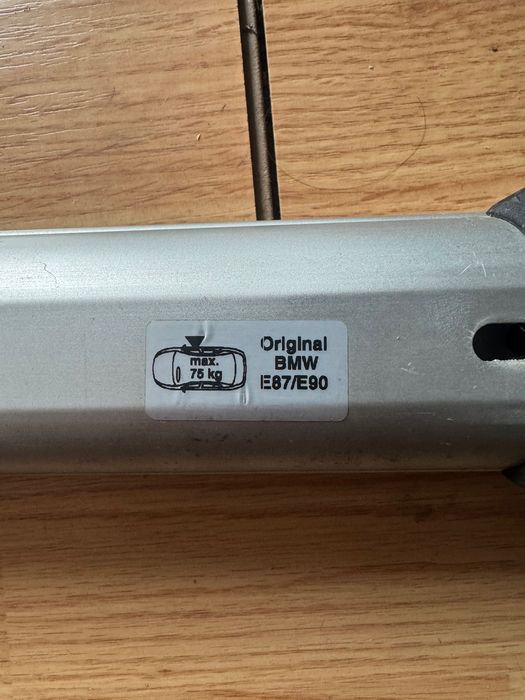 max.
75 kg
Original
BMW
E87/E90